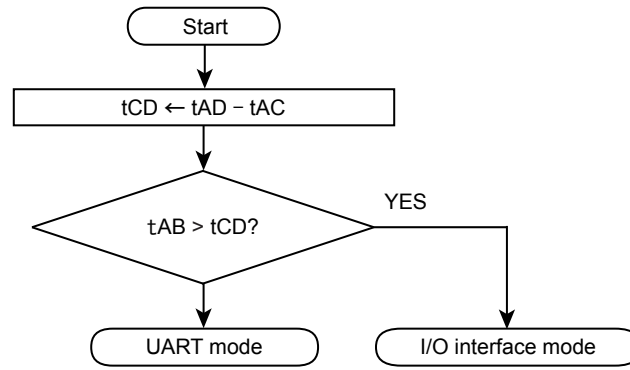 Start
tCD ← tAD − tAC
tAB > tCD?
YES
UART mode
I/O interface mode